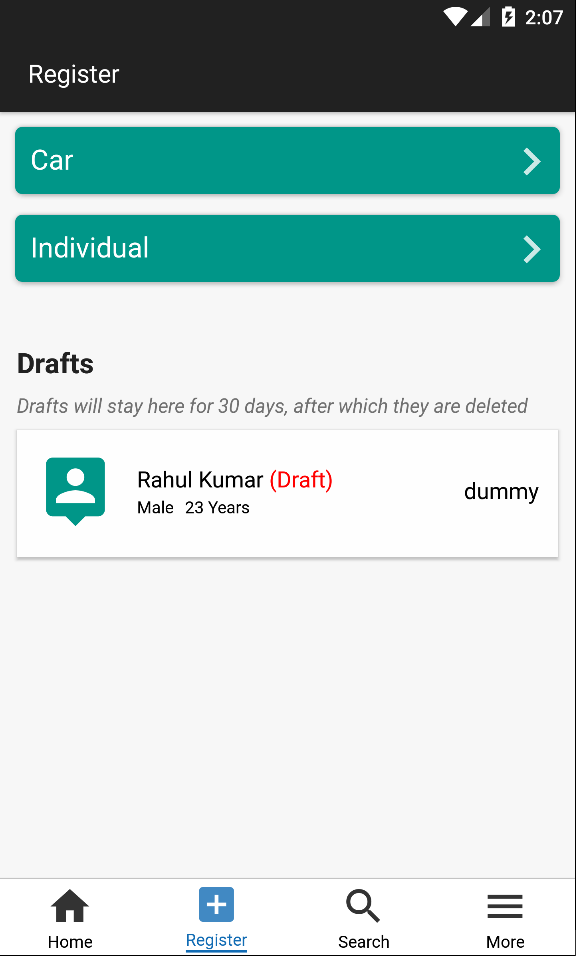 2:07
Register
Car
Individual
Drafts
Drafts will stay here for 30 days, after which they are deleted
Rahul Kumar (Draft)
Male 23 Years
dummy
Home
Register
Search
More